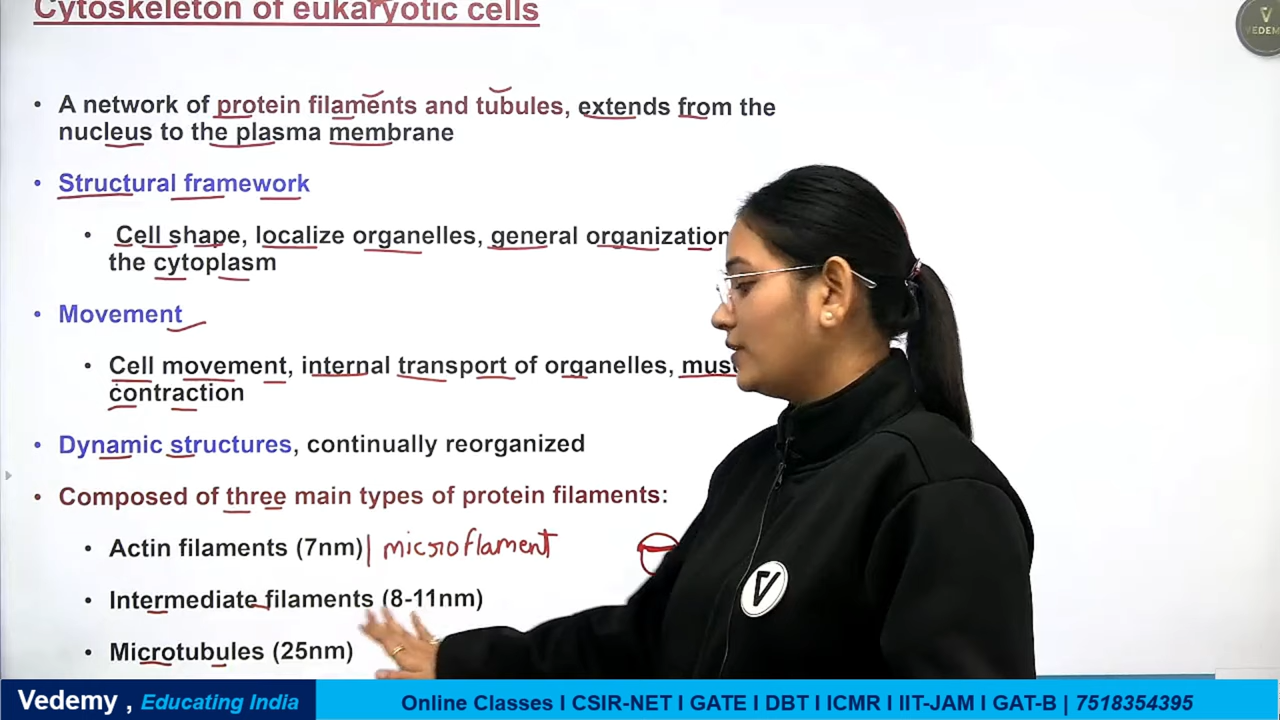 Cytoskeleton of eukaryotic cells
VEDEM
• A network of protein filaments and tubules, extends from the
nucleus to the plasma membrane
• Structural framework
• Cell shape, localize organelles, general organization
the cytoplasm
• Movement
• Cell movement, internal transport of organelles, mus
contraction
• Dynamic structures, continually reorganized
• Composed of three main types of protein filaments:
• Actin filaments (7nm) | microflament
• Intermediate filaments (8-11nm)
• Microtubules (25nm)
Vedemy , Educating India
Online Classes I CSIR-NET I GATE I DBT I ICMR I IIT-JAM I GAT-B | 7518354395